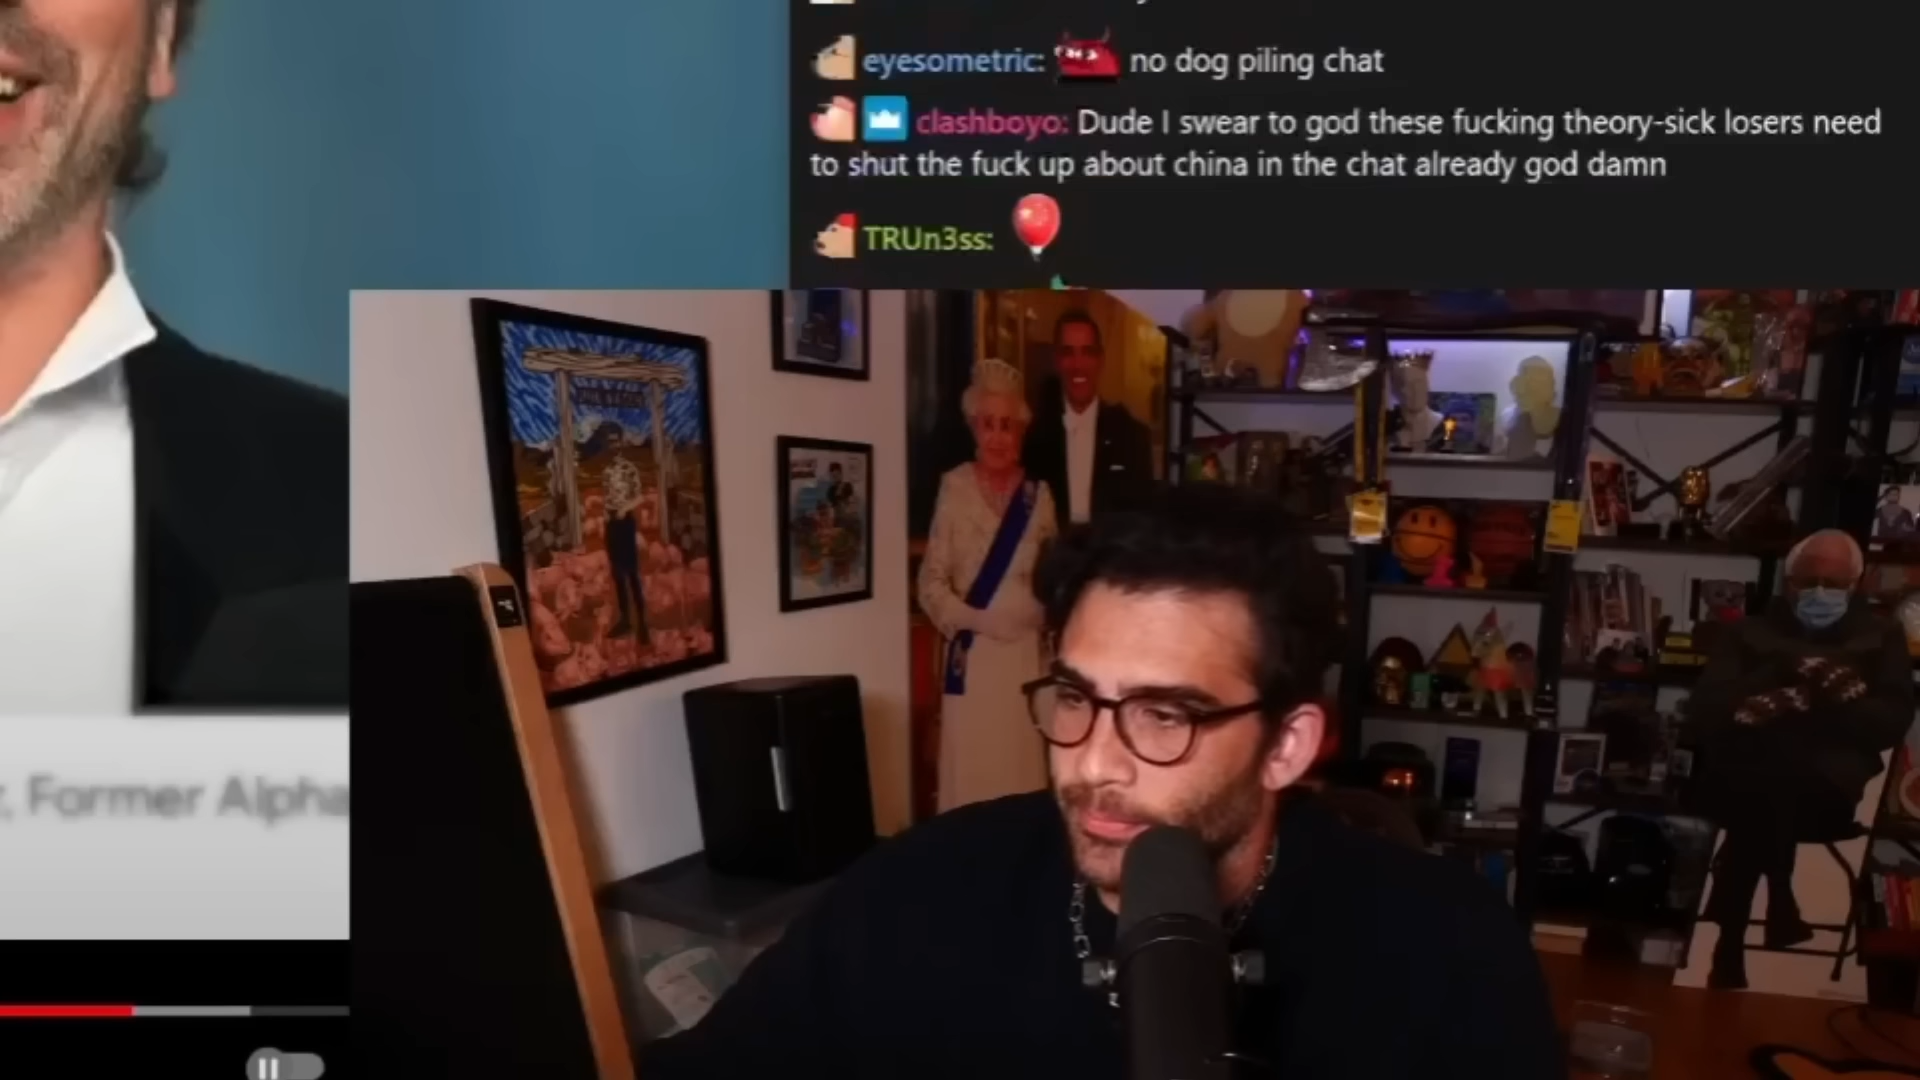 eyesometric: no dog piling chat
clashboyo: Dude I swear to god these fucking theory-sick losers need
to shut the fuck up about china in the chat already god damn
TRUn3ss:
, Former Alpha